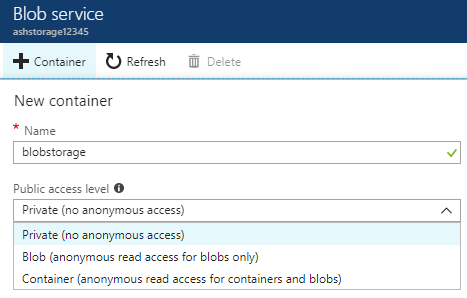 Blob service
ashstorage12345
+ Container Refresh Delete
New container
* Name
blobstorage
Public access level
Private (no anonymous access)
Private (no anonymous access)
Blob (anonymous read access for blobs only)
Container (anonymous read access for containers and blobs)